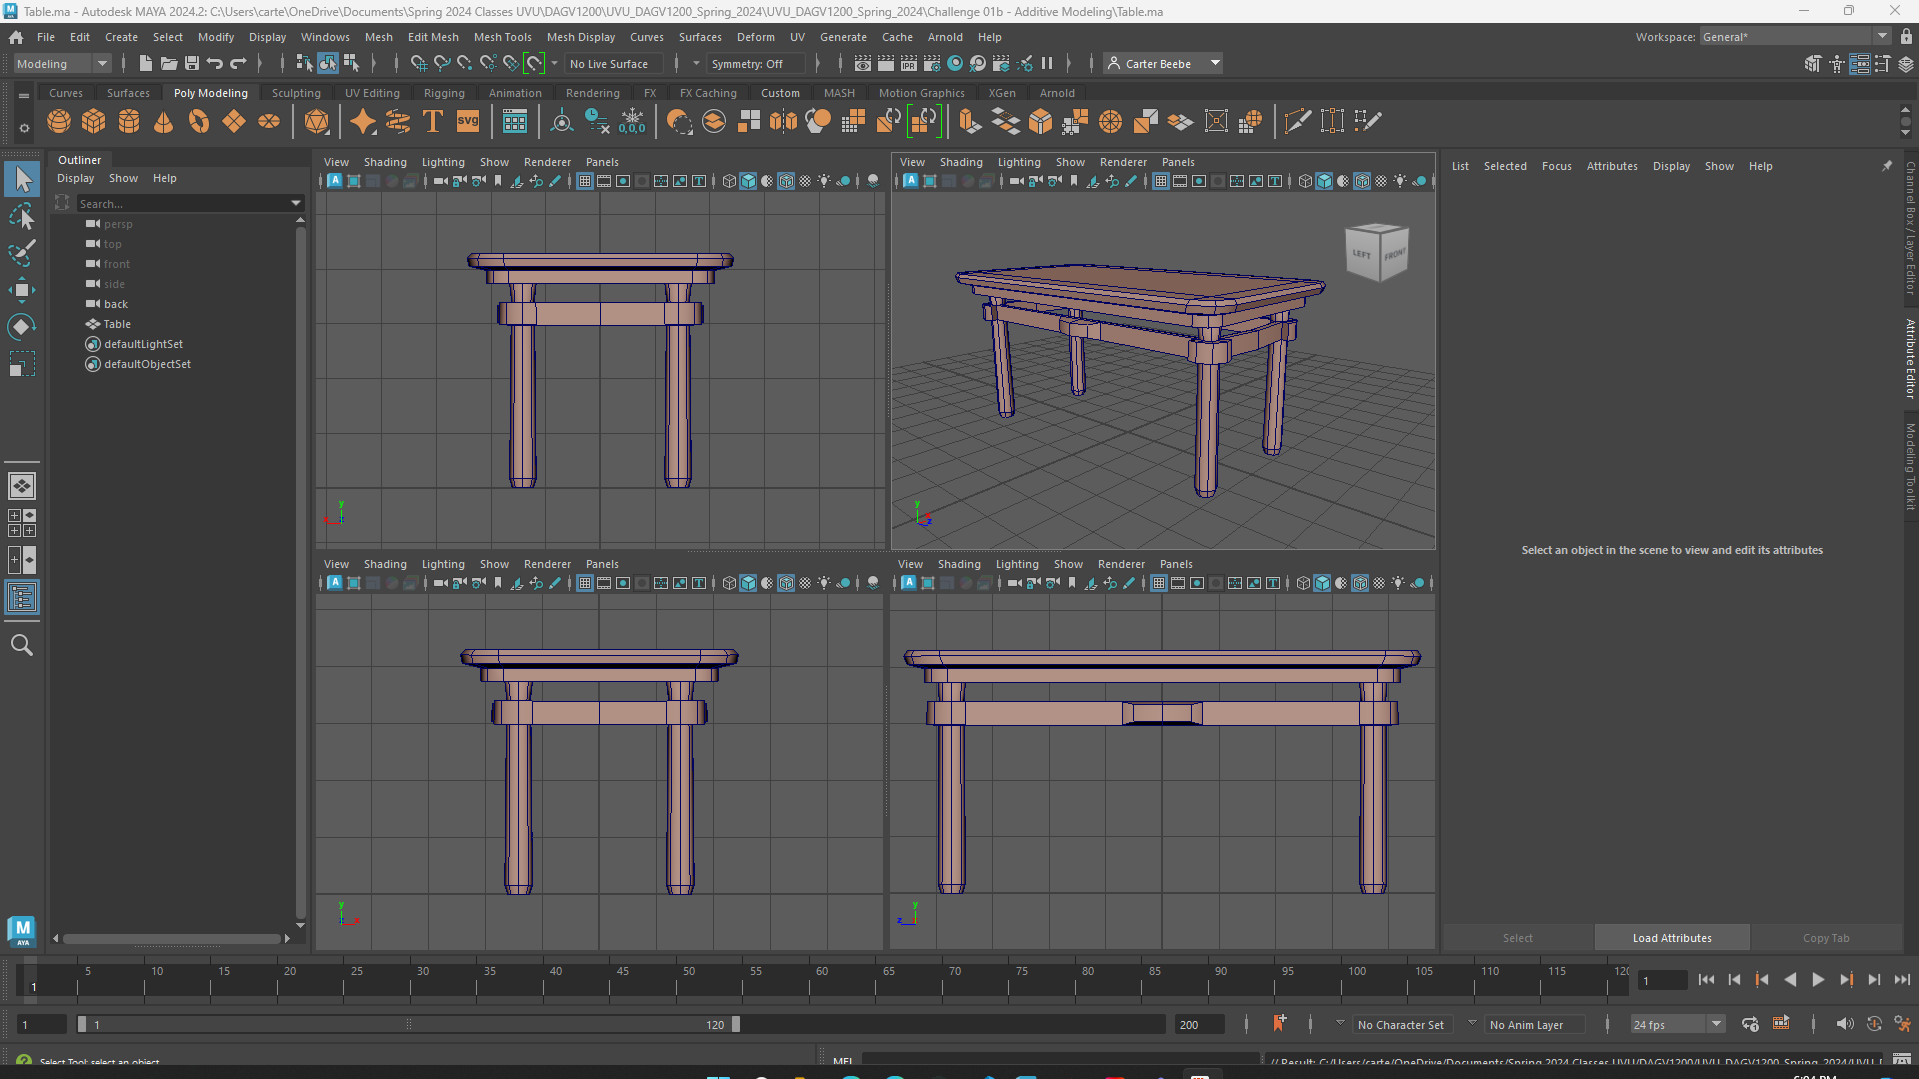 Table.ma - Autodesk MAYA 2024.2: C:\Users\carte\OneDrive\Documents\Spring 2024 Classes UVU\DAGV1200\UVU_DAGV1200_Spring_2024\UVU_DAGV1200_Spring_2024\Challenge 01b - Additive Modeling\Table.ma
File Edit Create Select Modify Display Windows Mesh Edit Mesh Mesh Tools Mesh Display Curves Surfaces Deform UV Generate Cache Arnold Help Workspace: General*
Modeling No Live Surface Symmetry: Off IPR Carter Beebe
Curves Surfaces Poly Modeling Sculpting UV Editing Rigging Animation Rendering FX FX Caching Custom MASH Motion Graphics XGen Arnold
T SVG 0,0,0
Outliner
Display Show Help
Search...
persp
top
front
side
back
Table
defaultLightSet
defaultObjectSet
View Shading Lighting Show Renderer Panels
y
View Shading Lighting Show Renderer Panels
LEFT FRONT
y
z
View Shading Lighting Show Renderer Panels
y
View Shading Lighting Show Renderer Panels
y
z
List Selected Focus Attributes Display Show Help
Select an object in the scene to view and edit its attributes
Select Load Attributes Copy Tab
Channel Box / Layer Editor
Attribute Editor
Modeling Toolkit
M
AYA
5 10 15 20 25 30 35 40 45 50 55 60 65 70 75 80 85 90 95 100 105 110 115 120
1 1
1 1 120 200 No Character Set No Anim Layer 24 fps
Select Tool: select an object MEL // Result: C:/Users/carte/OneDrive/Documents/Spring 2024 Classes UVU/DAGV1200/UVU_DAGV1200_Spring_2024/UVU_
6:04 PM